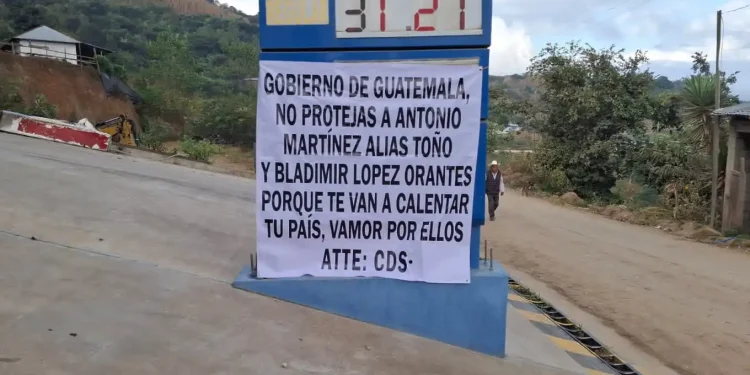 31.21
GOBIERNO DE GUATEMALA,
NO PROTEJAS A ANTONIO
MARTÍNEZ ALIAS TOÑO
Y BLADIMIR LOPEZ ORANTES
PORQUE TE VAN A CALENTAR
TU PAÍS, VAMOR POR ELLOS
ATTE: CDS·